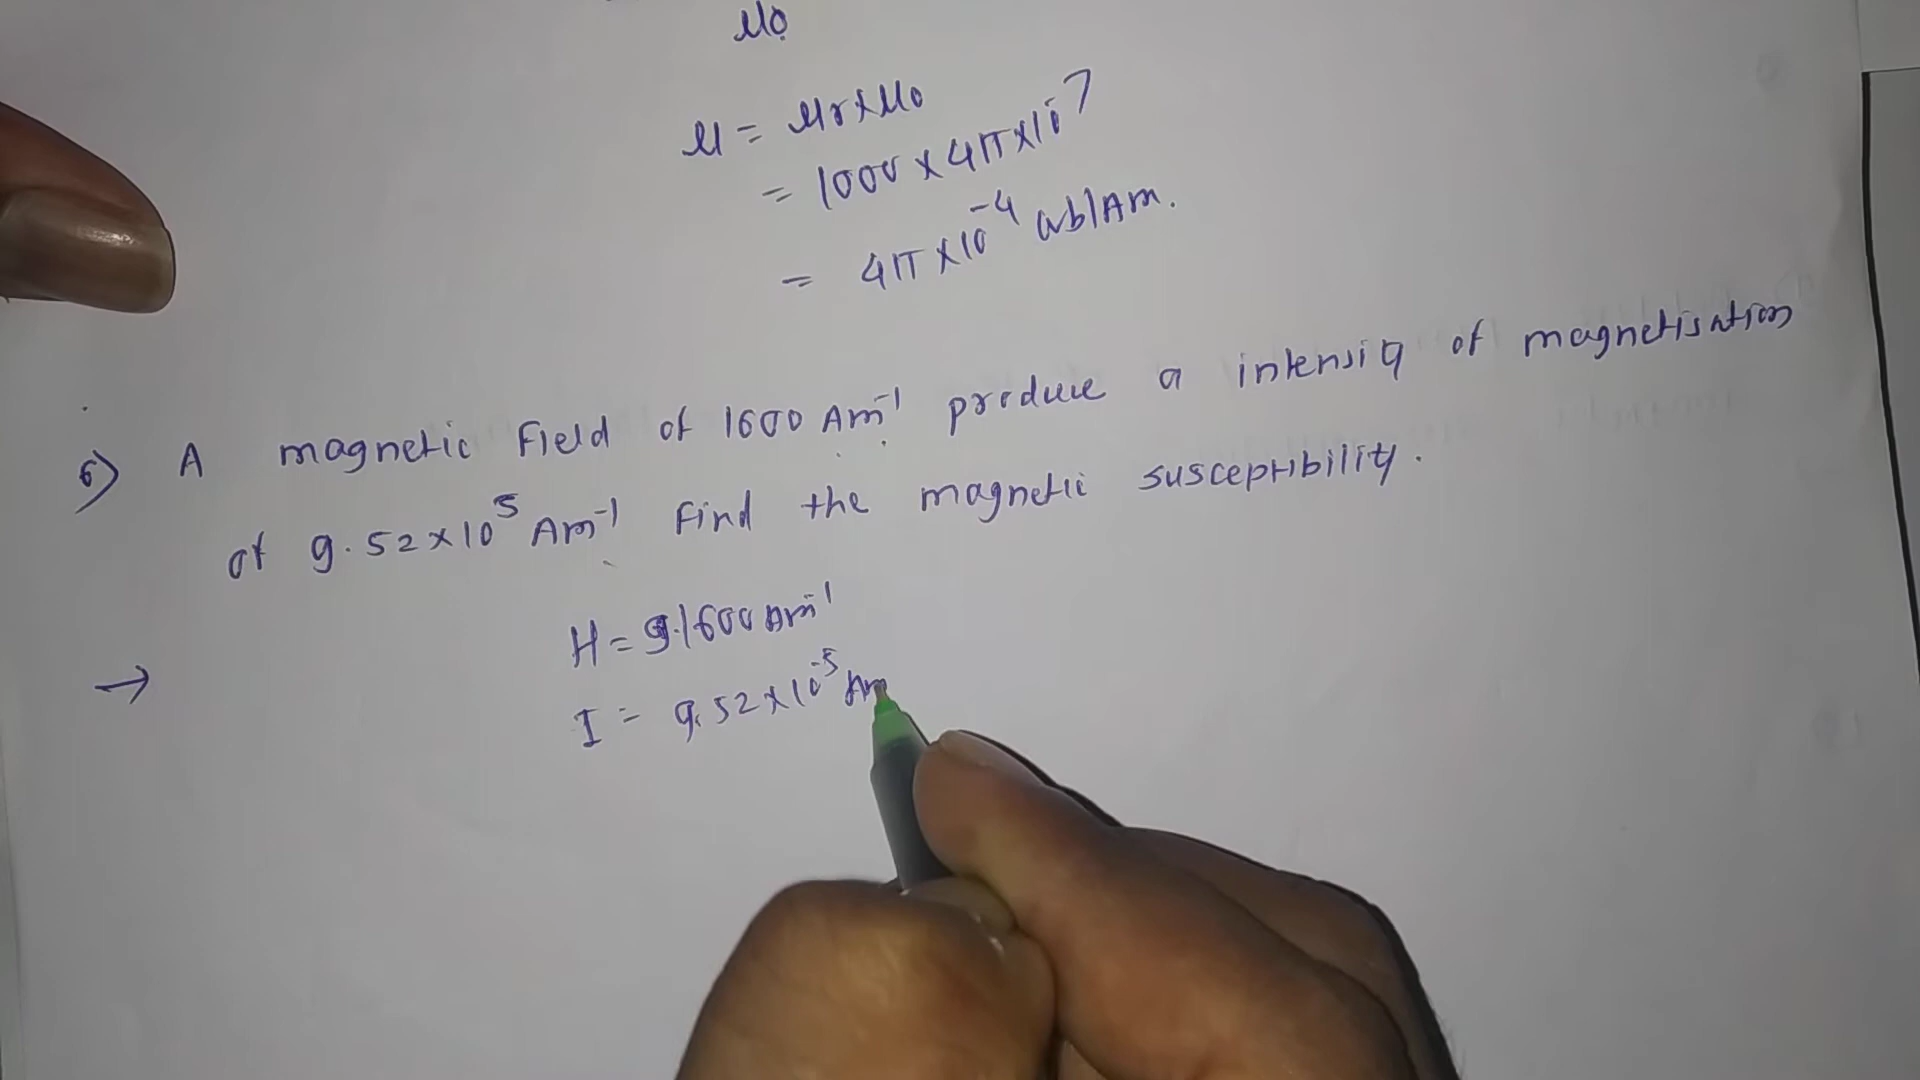 μ0
μ = μr×μ0
= 1000 × 4π×10⁻7
= 4π×10⁻⁴ wb/Am.
6) A magnetic Field of 1600 Am⁻¹ produce a intensity of magnetisation
of 9.52×10⁵ Am⁻¹ Find the magnetic susceptibility.
→ H = 1600 Am⁻¹
I = 9.52×10⁻⁵ Am